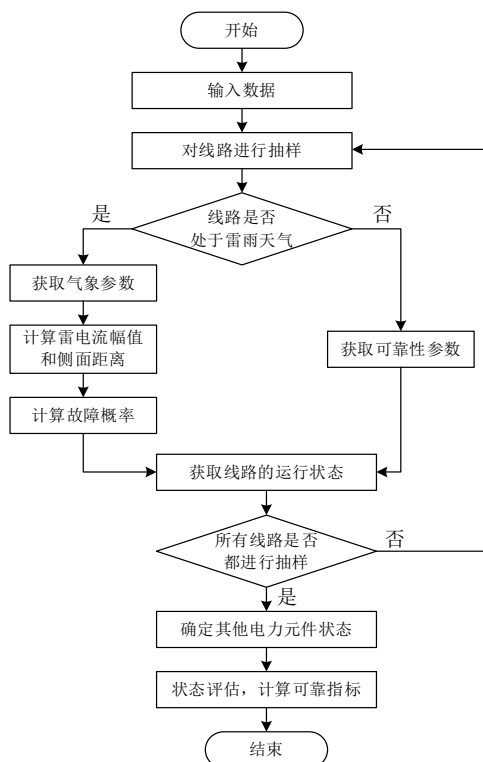 开始
输入数据
对线路进行抽样
线路是否
处于雷雨天气
是
否
获取气象参数
计算雷电流幅值
和侧面距离
获取可靠性参数
计算故障概率
获取线路的运行状态
所有线路是否
都进行抽样
否
是
确定其他电力元件状态
状态评估，计算可靠指标
结束